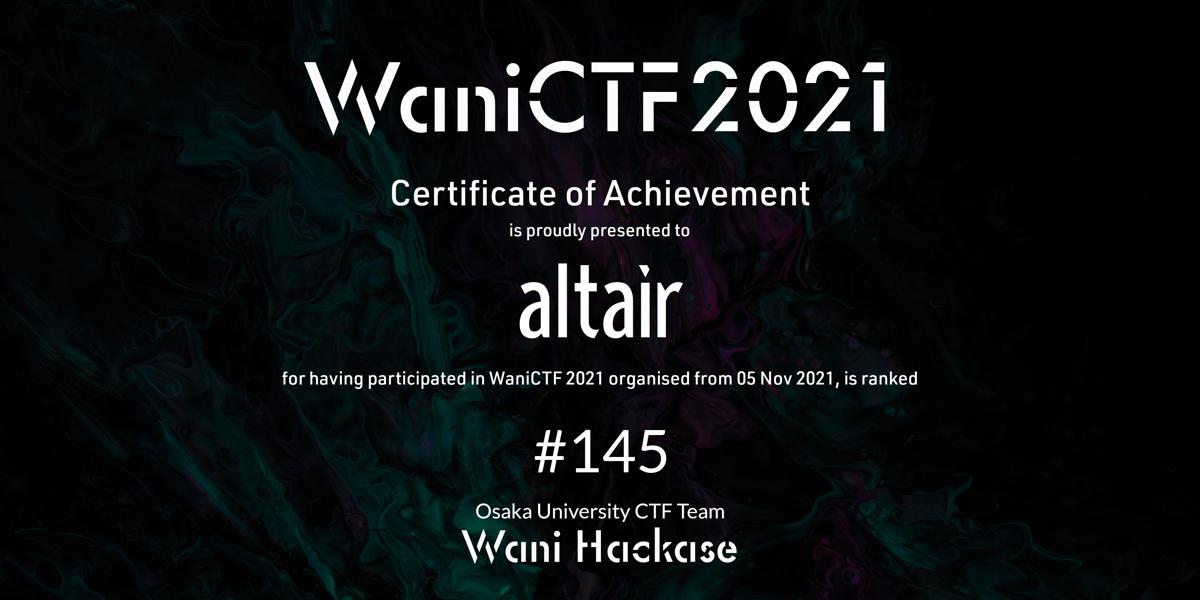 WaniCTF2021
Certificate of Achievement
is proudly presented to
altair
for having participated in WaniCTF 2021 organised from 05 Nov 2021, is ranked
#145
Osaka University CTF Team
Wani Hackase